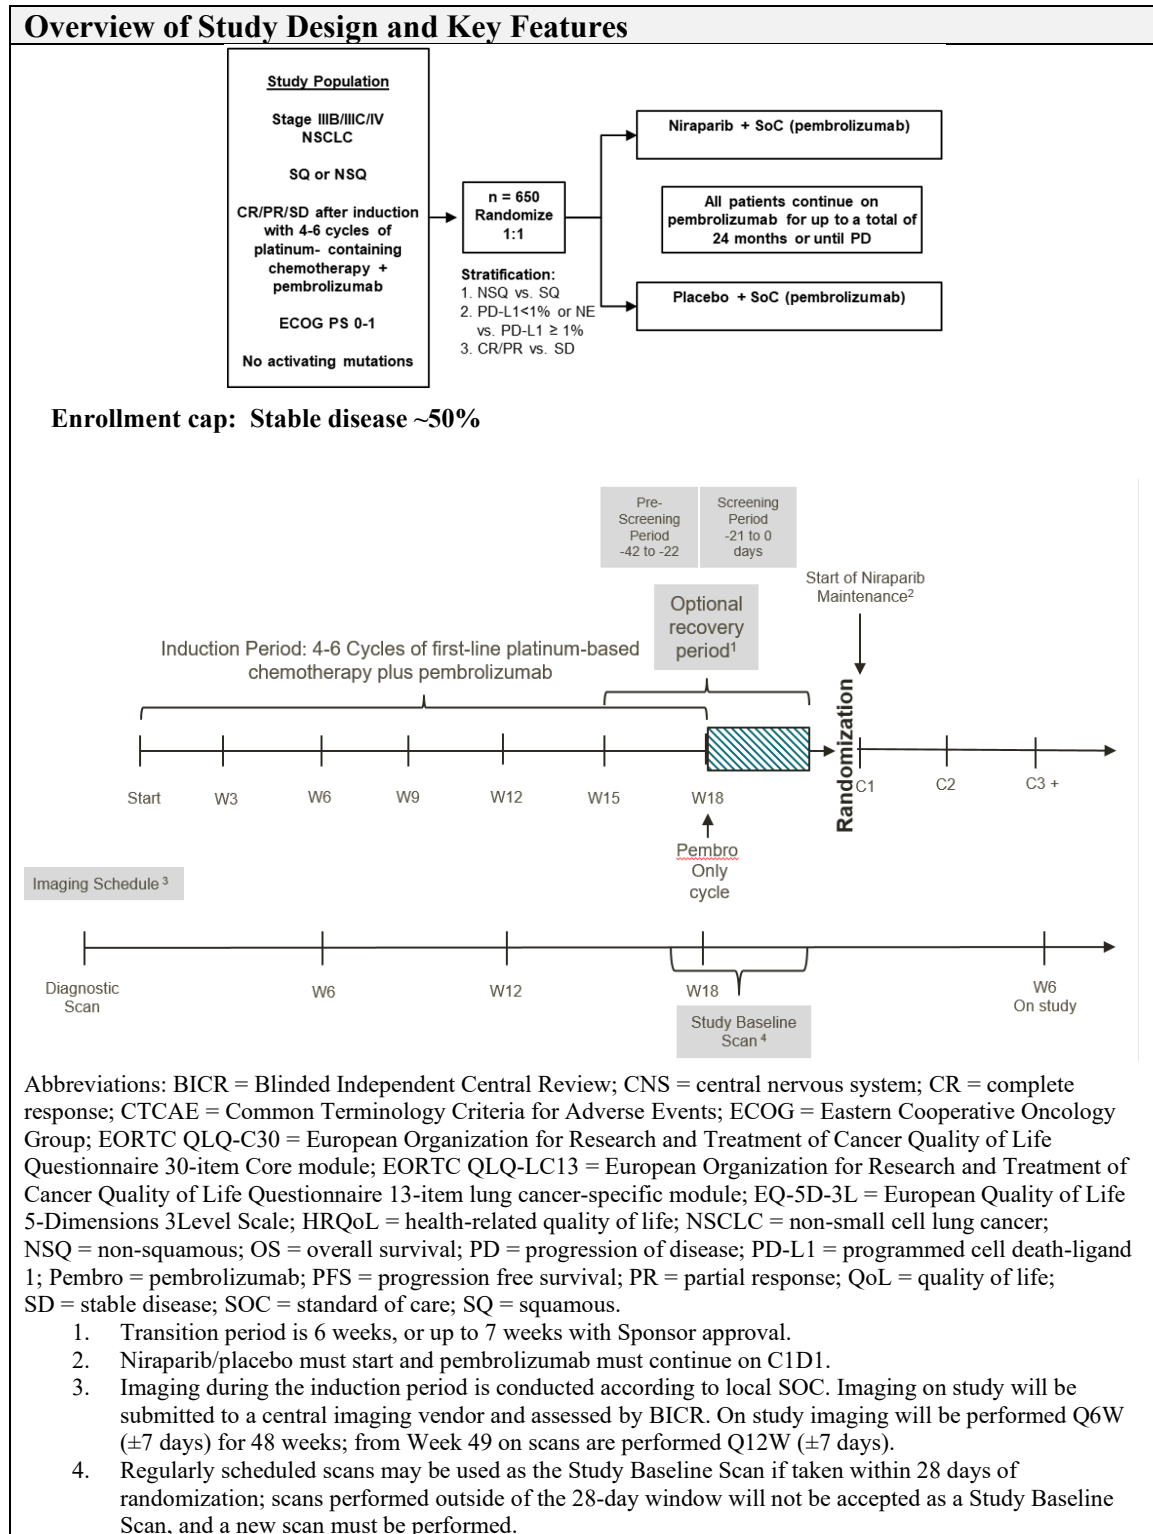 Overview of Study Design and Key Features
Study Population
Stage IIIB/IIIC/IV
NSCLC
SQ or NSQ
CR/PR/SD after induction
with 4-6 cycles of
platinum- containing
chemotherapy +
pembrolizumab
ECOG PS 0-1
No activating mutations
n = 650
Randomize
1:1
Stratification:
1. NSQ vs. SQ
2. PD-L1<1% or NE
vs. PD-L1 ≥ 1%
3. CR/PR vs. SD
Niraparib + SoC (pembrolizumab)
All patients continue on
pembrolizumab for up to a total of
24 months or until PD
Placebo + SoC (pembrolizumab)
Enrollment cap: Stable disease ~50%
Pre-
Screening
Period
-42 to -22
Screening
Period
-21 to 0
days
Start of Niraparib
Maintenance2
Optional
recovery
period1
Induction Period: 4-6 Cycles of first-line platinum-based
chemotherapy plus pembrolizumab
Randomization
Start
W3
W6
W9
W12
W15
W18
C1
C2
C3 +
Pembro
Only
cycle
Imaging Schedule 3
Diagnostic
Scan
W6
W12
W18
W6
On study
Study Baseline
Scan 4
Abbreviations: BICR = Blinded Independent Central Review; CNS = central nervous system; CR = complete
response; CTCAE = Common Terminology Criteria for Adverse Events; ECOG = Eastern Cooperative Oncology
Group; EORTC QLQ-C30 = European Organization for Research and Treatment of Cancer Quality of Life
Questionnaire 30-item Core module; EORTC QLQ-LC13 = European Organization for Research and Treatment of
Cancer Quality of Life Questionnaire 13-item lung cancer-specific module; EQ-5D-3L = European Quality of Life
5-Dimensions 3Level Scale; HRQoL = health-related quality of life; NSCLC = non-small cell lung cancer;
NSQ = non-squamous; OS = overall survival; PD = progression of disease; PD-L1 = programmed cell death-ligand
1; Pembro = pembrolizumab; PFS = progression free survival; PR = partial response; QoL = quality of life;
SD = stable disease; SOC = standard of care; SQ = squamous.
1. Transition period is 6 weeks, or up to 7 weeks with Sponsor approval.
2. Niraparib/placebo must start and pembrolizumab must continue on C1D1.
3. Imaging during the induction period is conducted according to local SOC. Imaging on study will be
submitted to a central imaging vendor and assessed by BICR. On study imaging will be performed Q6W
(±7 days) for 48 weeks; from Week 49 on scans are performed Q12W (±7 days).
4. Regularly scheduled scans may be used as the Study Baseline Scan if taken within 28 days of
randomization; scans performed outside of the 28-day window will not be accepted as a Study Baseline
Scan, and a new scan must be performed.